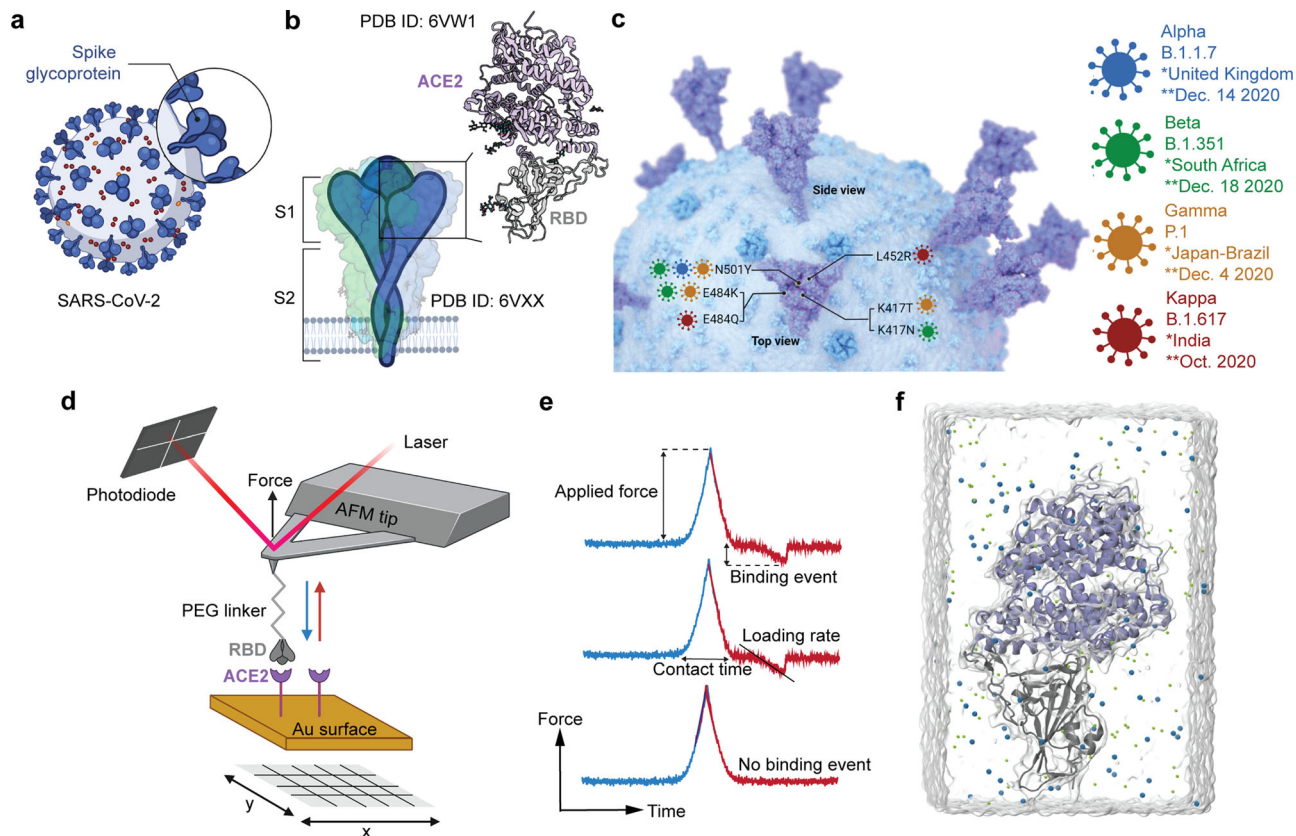 a
Spike
glycoprotein
SARS-CoV-2
b
PDB ID: 6VW1
ACE2
RBD
S1
S2
PDB ID: 6VXX
c
Side view
L452R
N501Y
E484K
E484Q
K417T
K417N
Top view
Alpha
B.1.1.7
*United Kingdom
**Dec. 14 2020
Beta
B.1.351
*South Africa
**Dec. 18 2020
Gamma
P.1
*Japan-Brazil
**Dec. 4 2020
Kappa
B.1.617
*India
**Oct. 2020
d
Laser
Photodiode
Force
AFM tip
PEG linker
RBD
ACE2
Au surface
y
x
e
Applied force
Binding event
Loading rate
Contact time
Force
No binding event
Time
f